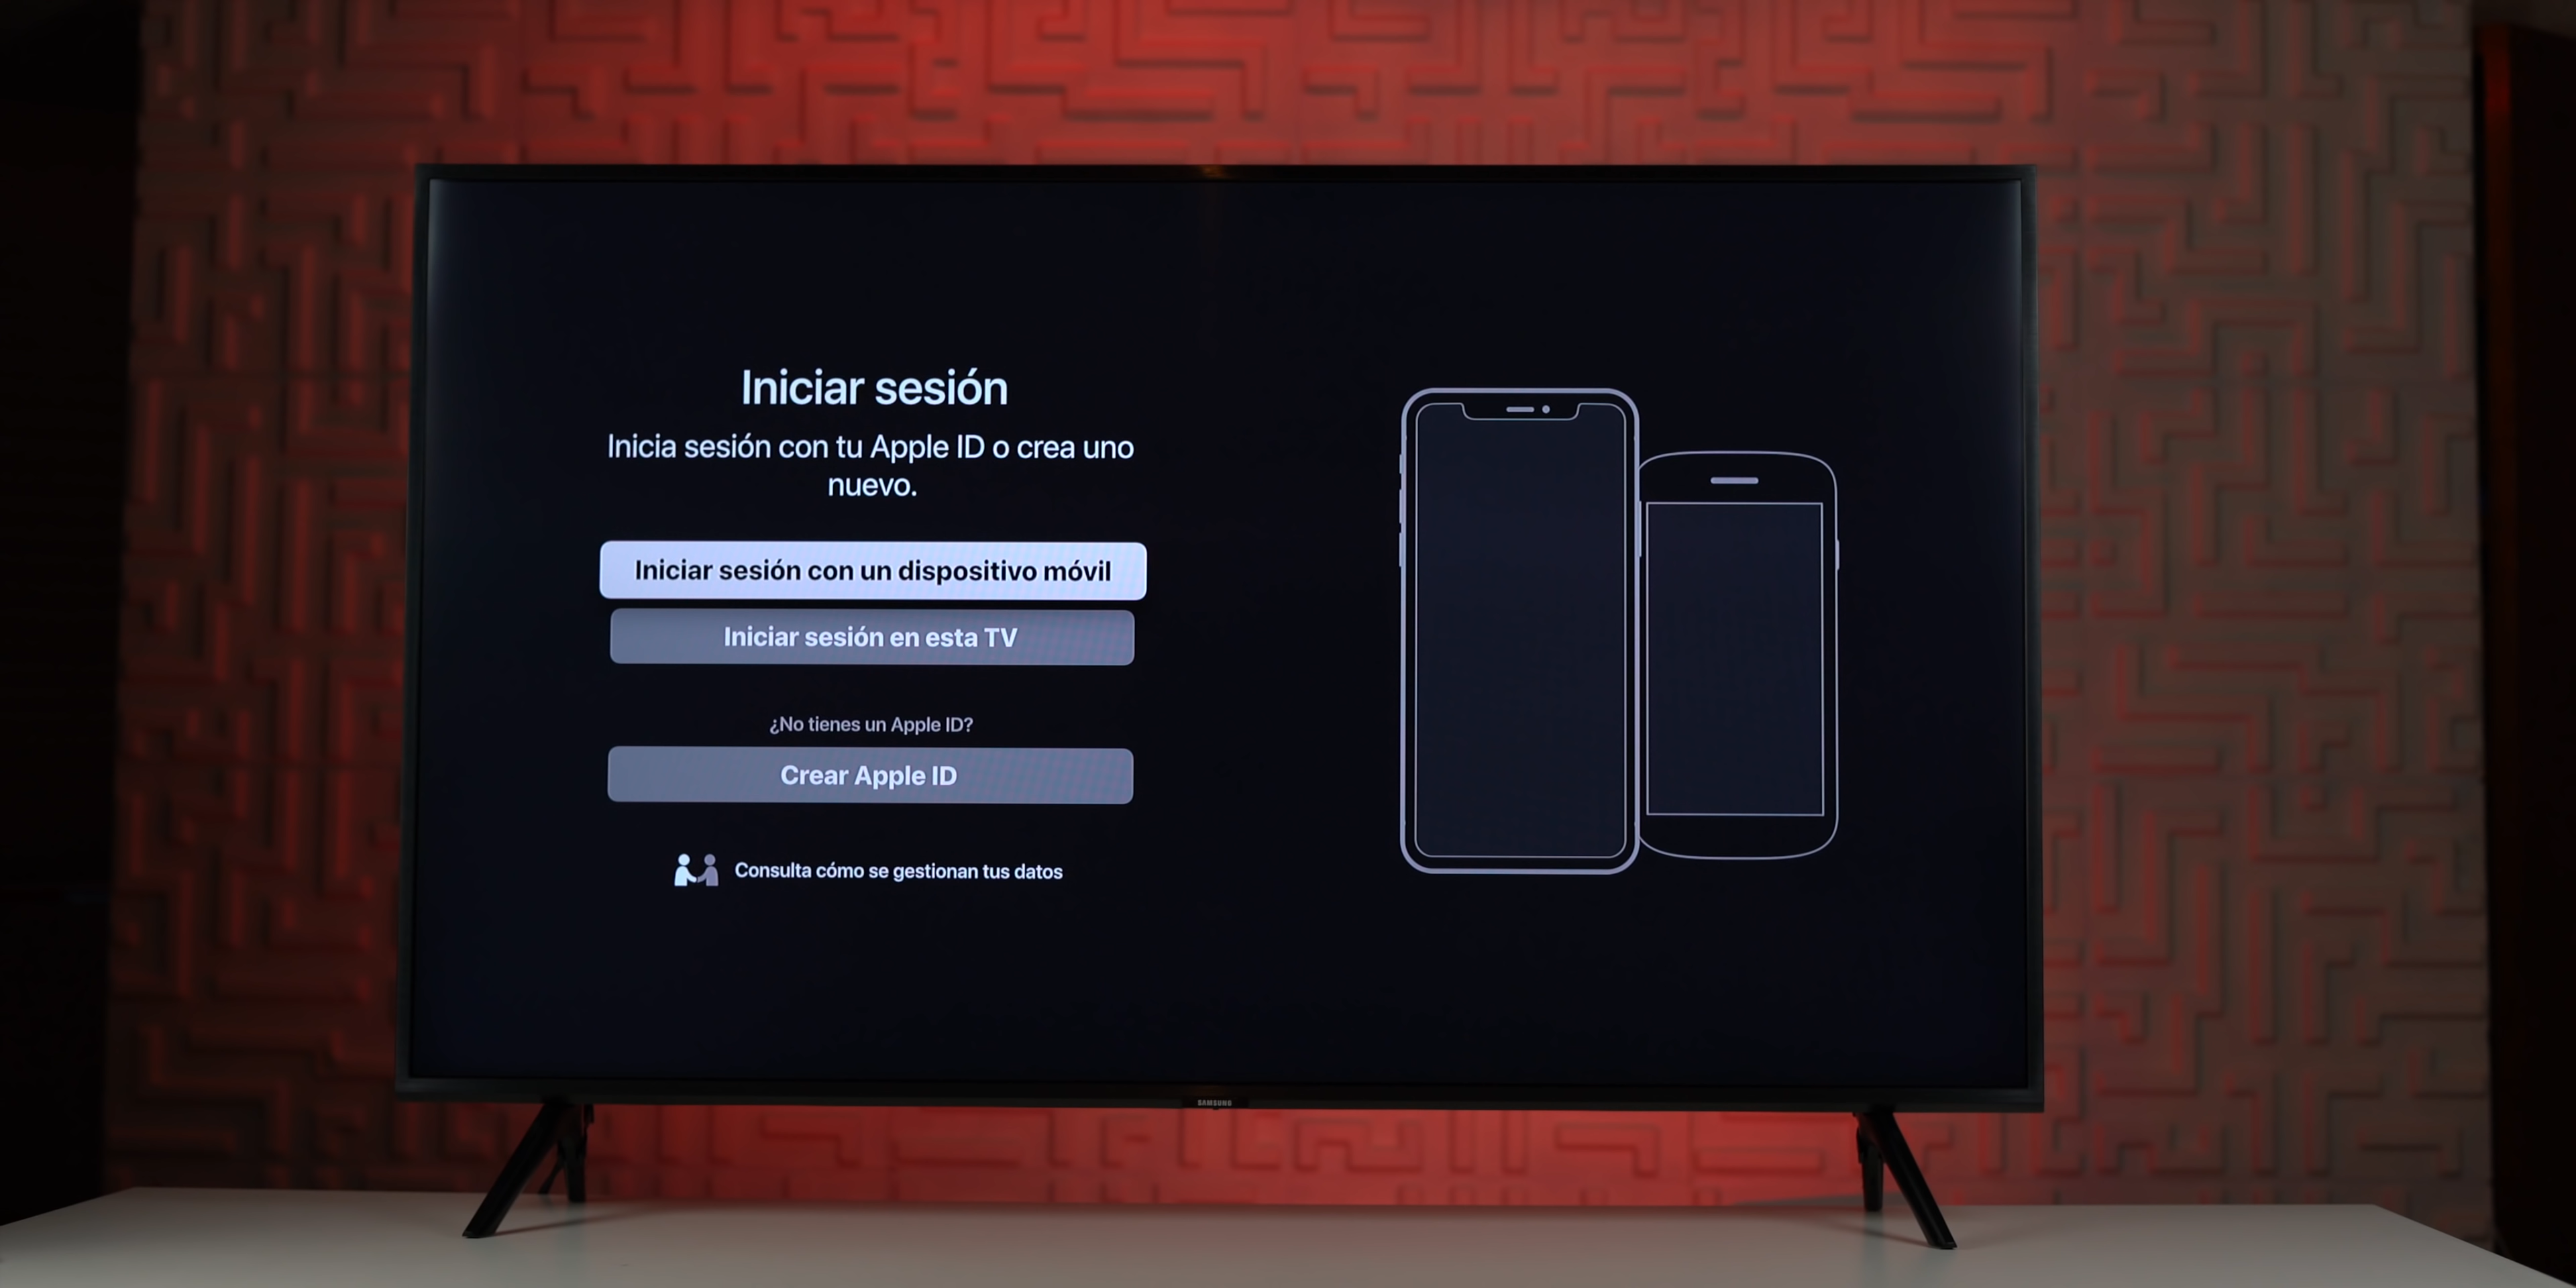 Iniciar sesión
Inicia sesión con tu Apple ID o crea uno
nuevo.
Iniciar sesión con un dispositivo móvil
Iniciar sesión en esta TV
¿No tienes un Apple ID?
Crear Apple ID
Consulta cómo se gestionan tus datos
SAMSUNG